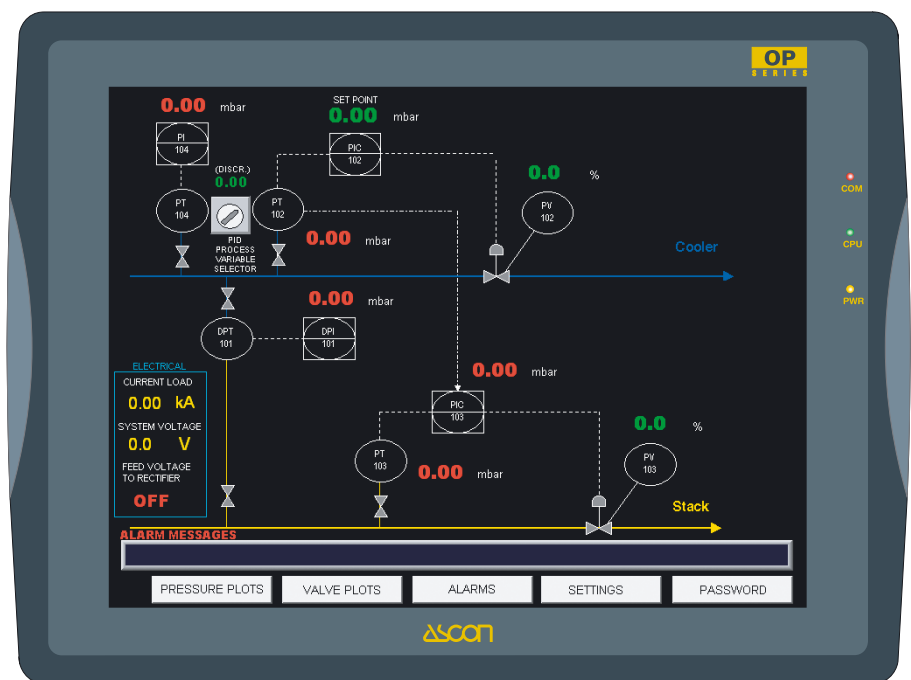 OP
SERIES
0.00 mbar
SET POINT
0.00 mbar
PI
104
PIC
102
(DISCR.)
0.00
0.0 %
PT
104
PT
102
PV
102
COM
PID
PROCESS
VARIABLE
SELECTOR
0.00 mbar
Cooler
CPU
0.00 mbar
PWR
DPT
101
DPI
101
ELECTRICAL
CURRENT LOAD
0.00 kA
SYSTEM VOLTAGE
0.0 V
FEED VOLTAGE
TO RECTIFIER
OFF
0.00 mbar
PIC
103
0.0 %
PT
103
0.00 mbar
PV
103
Stack
ALARM MESSAGES
PRESSURE PLOTS
VALVE PLOTS
ALARMS
SETTINGS
PASSWORD
ascon